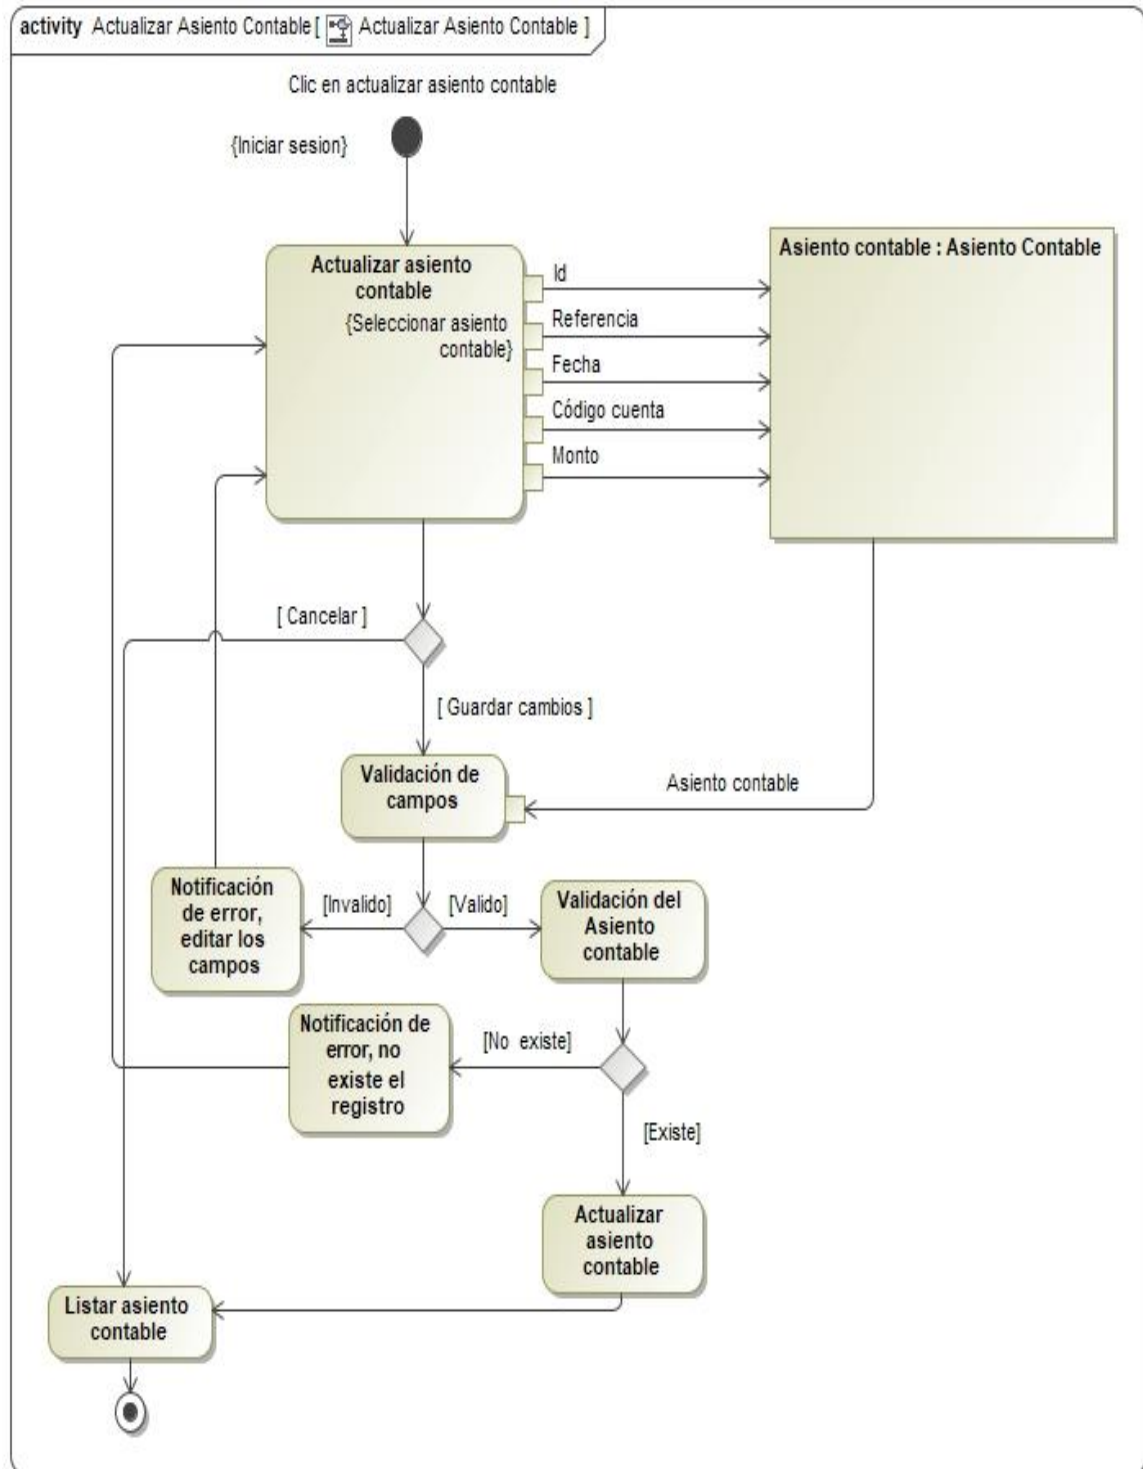 activity Actualizar Asiento Contable [ Actualizar Asiento Contable ]
Clic en actualizar asiento contable
{Iniciar sesion}
Actualizar asiento
contable
{Seleccionar asiento
contable}
Id
Referencia
Fecha
Código cuenta
Monto
Asiento contable : Asiento Contable
[ Cancelar ]
[ Guardar cambios ]
Validación de
campos
Asiento contable
Notificación
de error,
editar los
campos
[Invalido]
[Valido]
Validación del
Asiento
contable
Notificación de
error, no
existe el
registro
[No existe]
[Existe]
Actualizar
asiento
contable
Listar asiento
contable